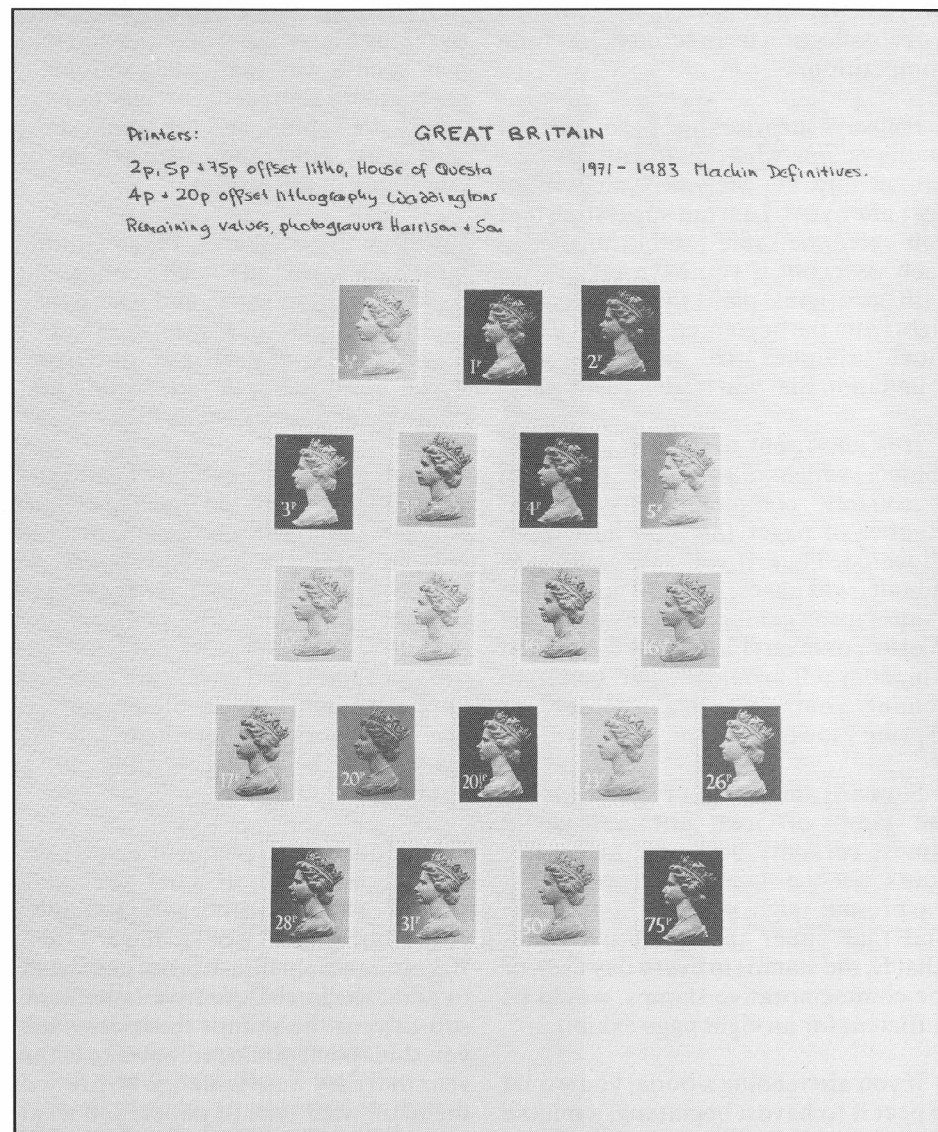 Printers:
GREAT BRITAIN
2p, 5p + 75p offset litho, House of Questa
1971 - 1983 Machin Definitives.
4p + 20p offset lithography Waddingtons
Remaining values, photogravure Harrison + Son
1P 2P
3P 4P 5P
16P
17P 20P 20½P 23P 26P
28P 31P 50P 75P